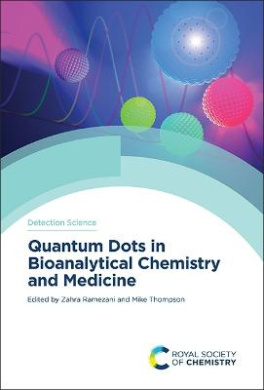 Detection Science
Quantum Dots in
Bioanalytical Chemistry
and Medicine
Edited by Zahra Ramezani and Mike Thompson
ROYAL SOCIETY
OF CHEMISTRY